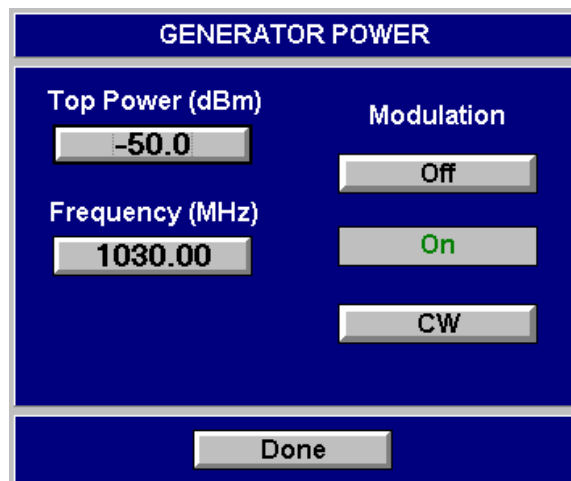 GENERATOR POWER
Top Power (dBm)
-50.0
Frequency (MHz)
1030.00
Modulation
Off
On
CW
Done